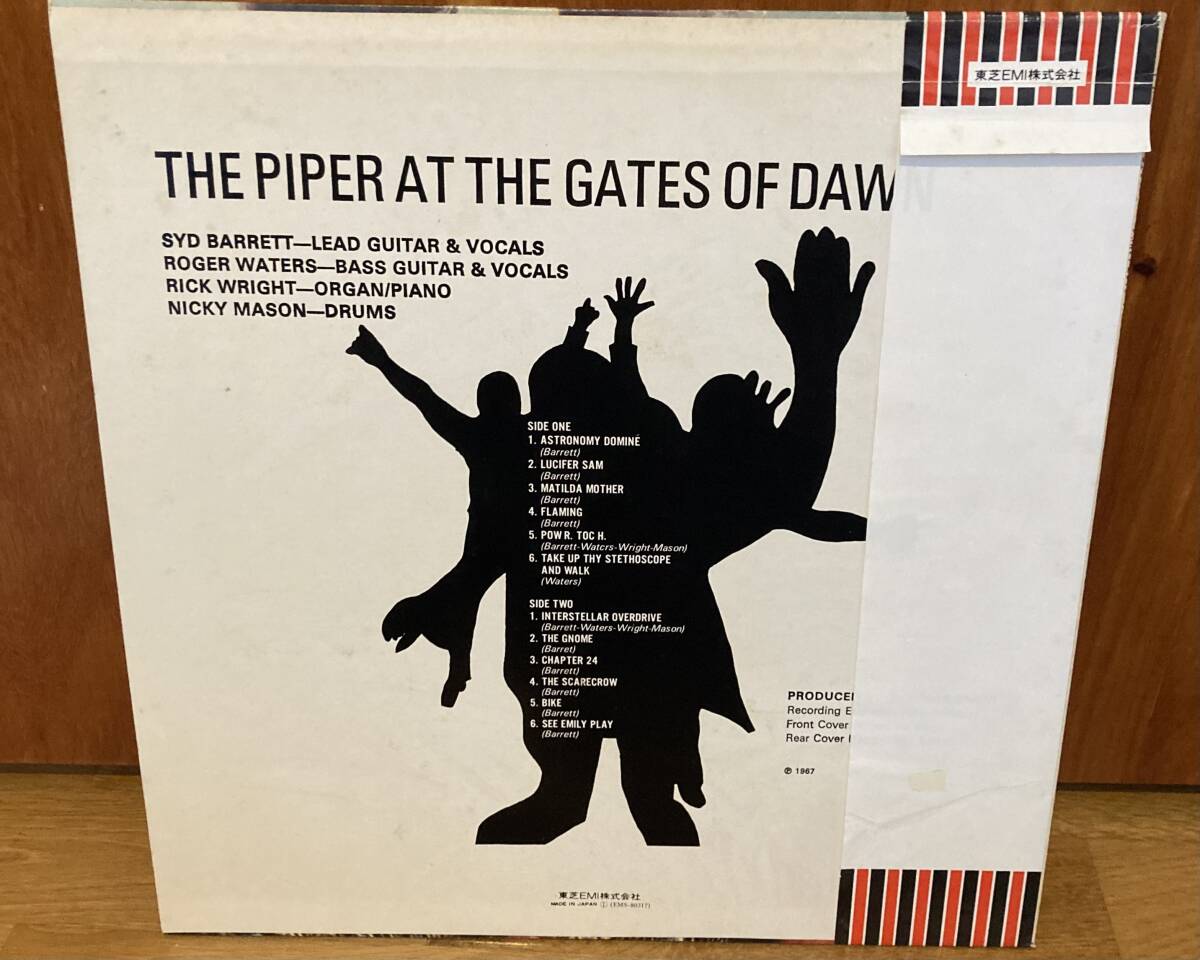 東芝EMI株式会社
THE PIPER AT THE GATES OF DAWN
SYD BARRETT—LEAD GUITAR & VOCALS
ROGER WATERS—BASS GUITAR & VOCALS
RICK WRIGHT—ORGAN/PIANO
NICKY MASON—DRUMS
SIDE ONE
1. ASTRONOMY DOMINÉ
(Barrett)
2. LUCIFER SAM
(Barrett)
3. MATILDA MOTHER
(Barrett)
4. FLAMING
(Barrett)
5. POW R. TOC H.
(Barrett-Waters-Wright-Mason)
6. TAKE UP THY STETHOSCOPE
AND WALK
(Waters)
SIDE TWO
1. INTERSTELLAR OVERDRIVE
(Barrett-Waters-Wright-Mason)
2. THE GNOME
(Barret)
3. CHAPTER 24
(Barrett)
4. THE SCARECROW
(Barrett)
5. BIKE
(Barrett)
6. SEE EMILY PLAY
(Barrett)
PRODUCE
Recording E
Front Cover
Rear Cover
℗ 1967
東芝EMI株式会社
MADE IN JAPAN Ⓘ (EMS-80317)